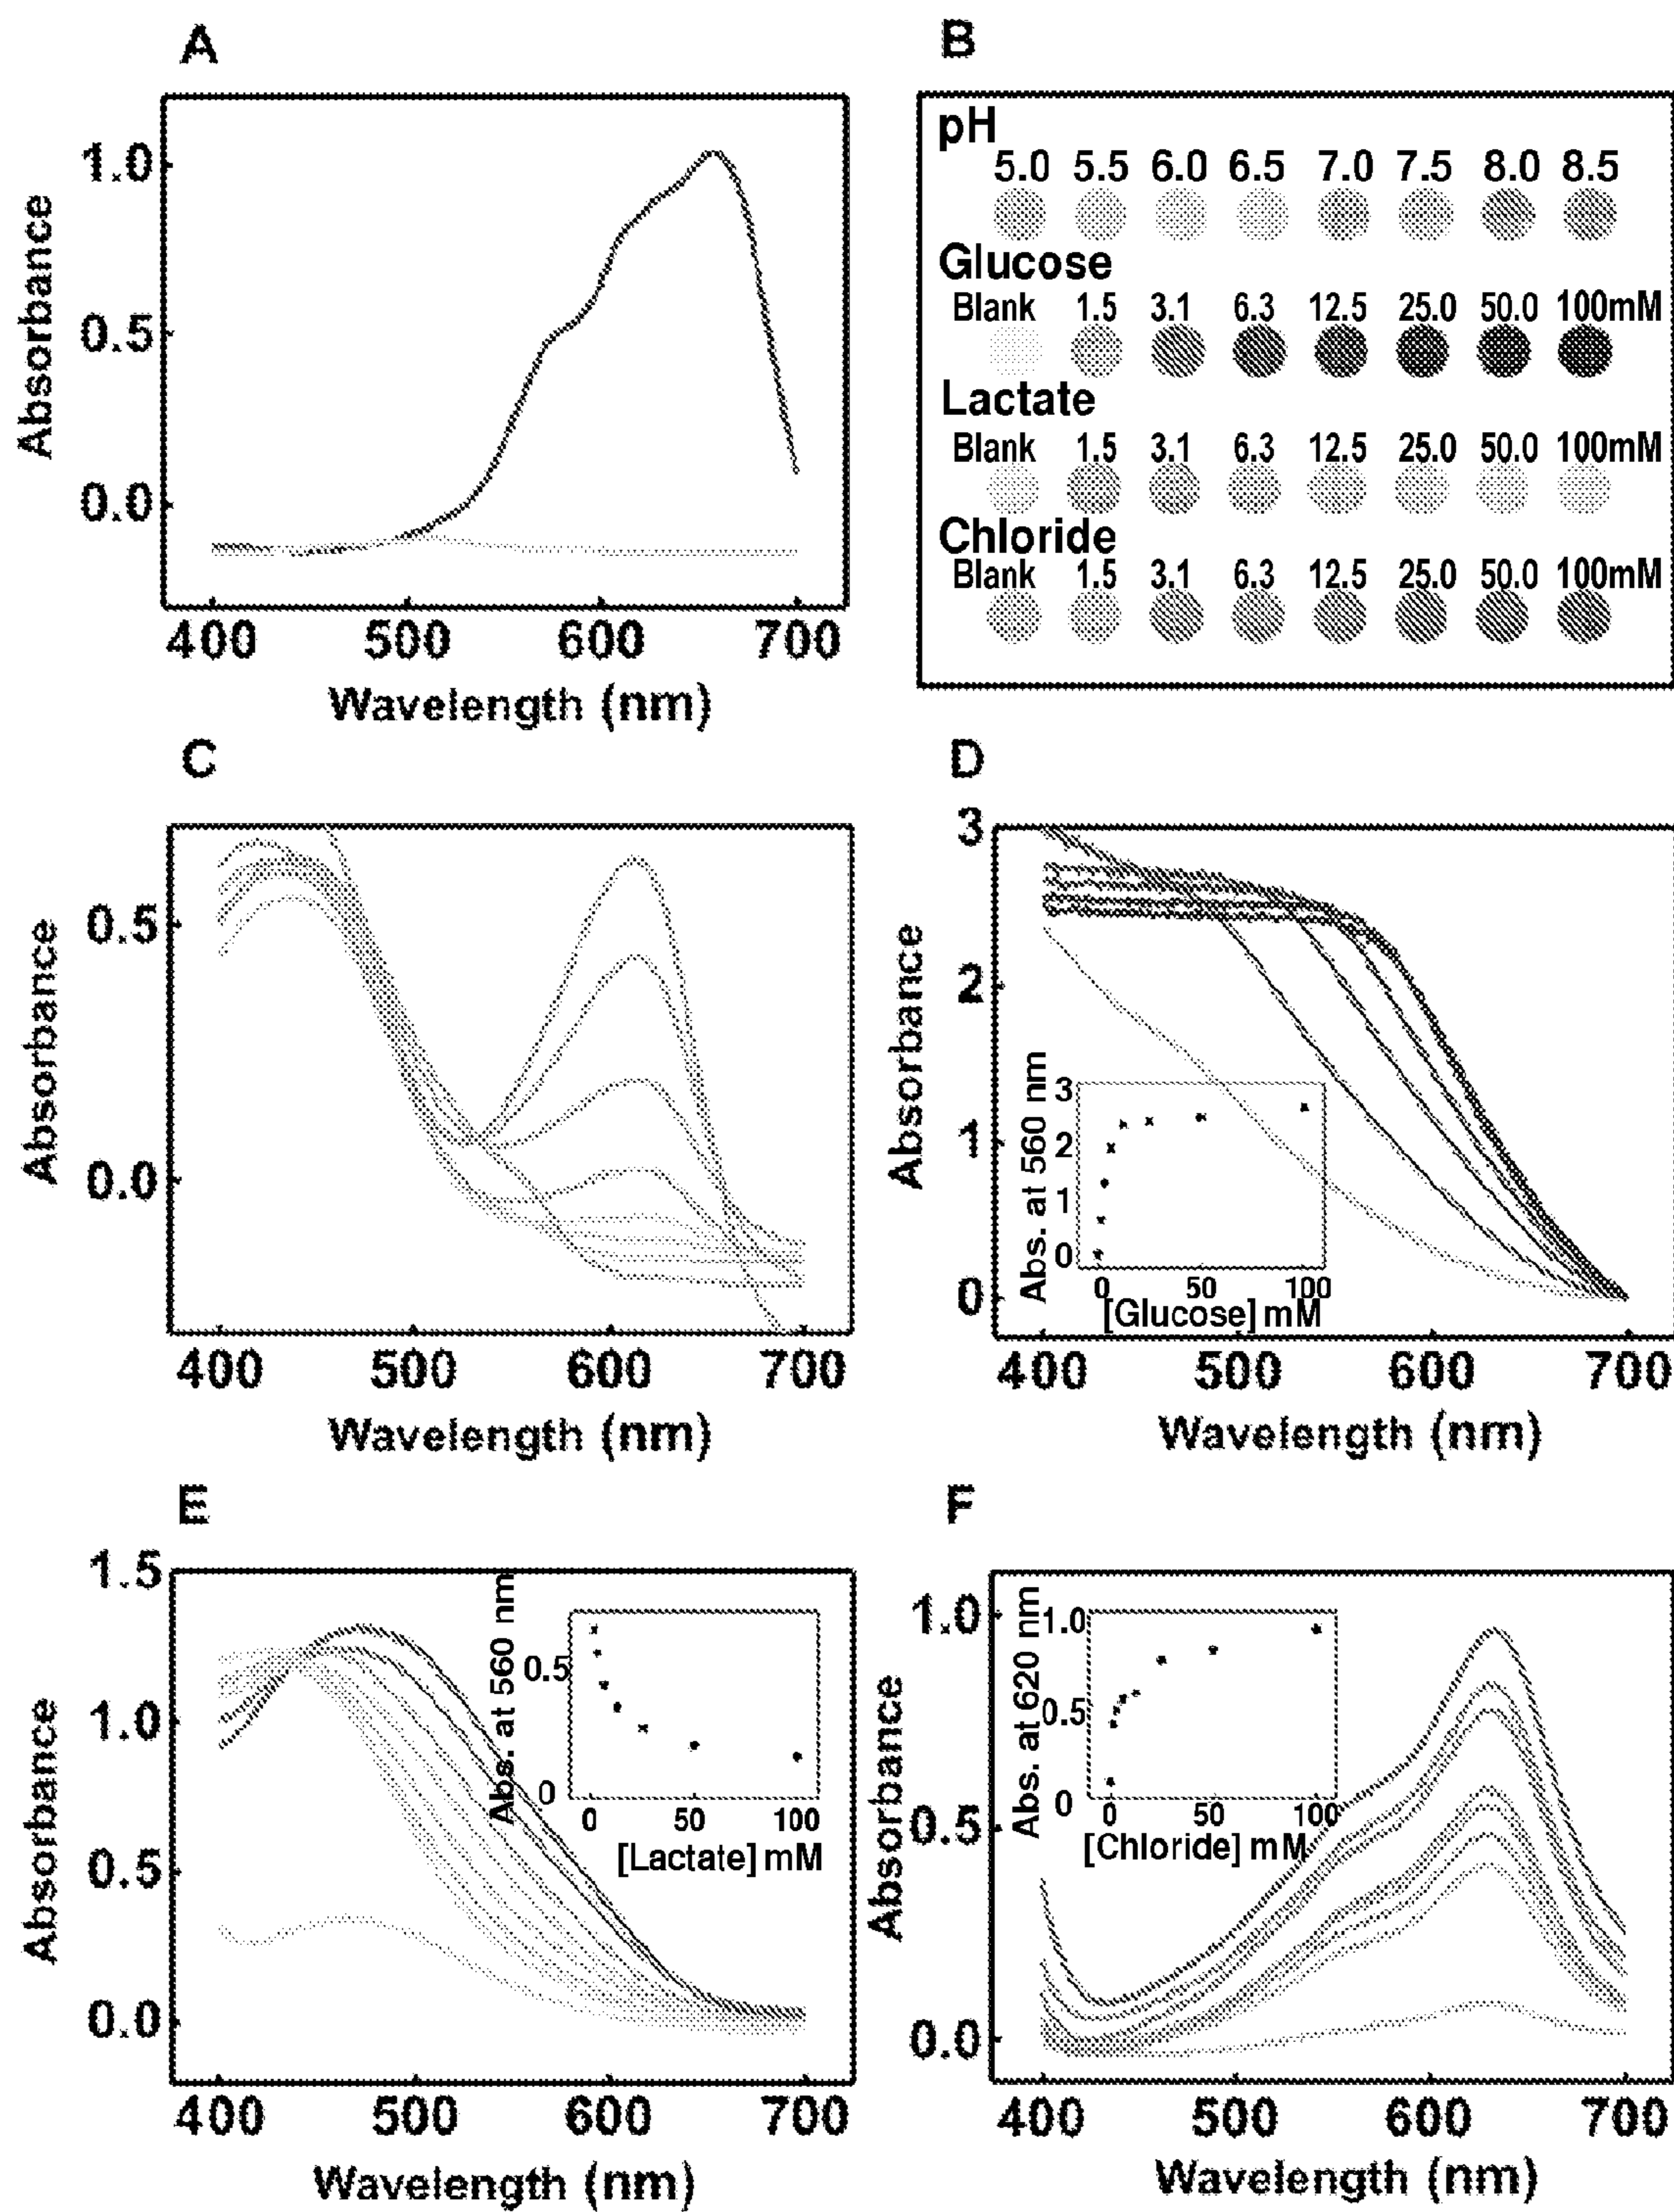 A
1.0
0.5
0.0
Absorbance
400 500 600 700
Wavelength (nm)
B
pH
5.0 5.5 6.0 6.5 7.0 7.5 8.0 8.5
Glucose
Blank 1.5 3.1 6.3 12.5 25.0 50.0 100mM
Lactate
Blank 1.5 3.1 6.3 12.5 25.0 50.0 100mM
Chloride
Blank 1.5 3.1 6.3 12.5 25.0 50.0 100mM
C
0.5
0.0
Absorbance
400 500 600 700
Wavelength (nm)
D
3
2
1
0
Absorbance
400 500 600 700
Wavelength (nm)
Abs. at 560 nm
3
2
1
0
0 50 100
[Glucose] mM
E
1.5
1.0
0.5
0.0
Absorbance
400 500 600 700
Wavelength (nm)
Abs. at 560 nm
0.5
0
0 50 100
[Lactate] mM
F
1.0
0.5
0.0
Absorbance
400 500 600 700
Wavelength (nm)
Abs. at 620 nm
1.0
0.5
0
0 50 100
[Chloride] mM